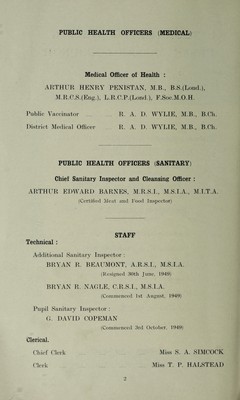 PUBLIC HEALTH OFFICERS (MEDICAL)
Medical Officer of Health :
ARTHUR HENRY PENISTAN, M.B., B.S.(Lond.),
M.R.C.S.(Eng.), L.R.C.P.(Lond.), F.Soc.M.O.H.
Public Vaccinator R. A. D. WYLIE, M.B., B.Ch.
District Medical Officer R. A. D. WYLIE, M.B., B.Ch.
PUBLIC HEALTH OFFICERS (SANITARY)
Chief Sanitary Inspector and Cleansing Officer :
ARTHUR EDWARD BARNES, M.R.S.I., M.S.I.A., M.I.T.A.
(Certified Meat and Food Inspector)
STAFF
Technical :
Additional Sanitary Inspector :
BRYAN R. BEAUMONT, A.R.S.I., M.S.I.A.
(Resigned 30th June, 1949)
BRYAN R. NAGLE, C.R.S.I., M.S.I.A.
(Commenced 1st August, 1949)
Pupil Sanitary Inspector :
G. DAVID COPEMAN
(Commenced 3rd October, 1949)
Clerical.
Chief Clerk Miss S. A. SIMCOCK
Clerk Miss T. P. HALSTEAD
2